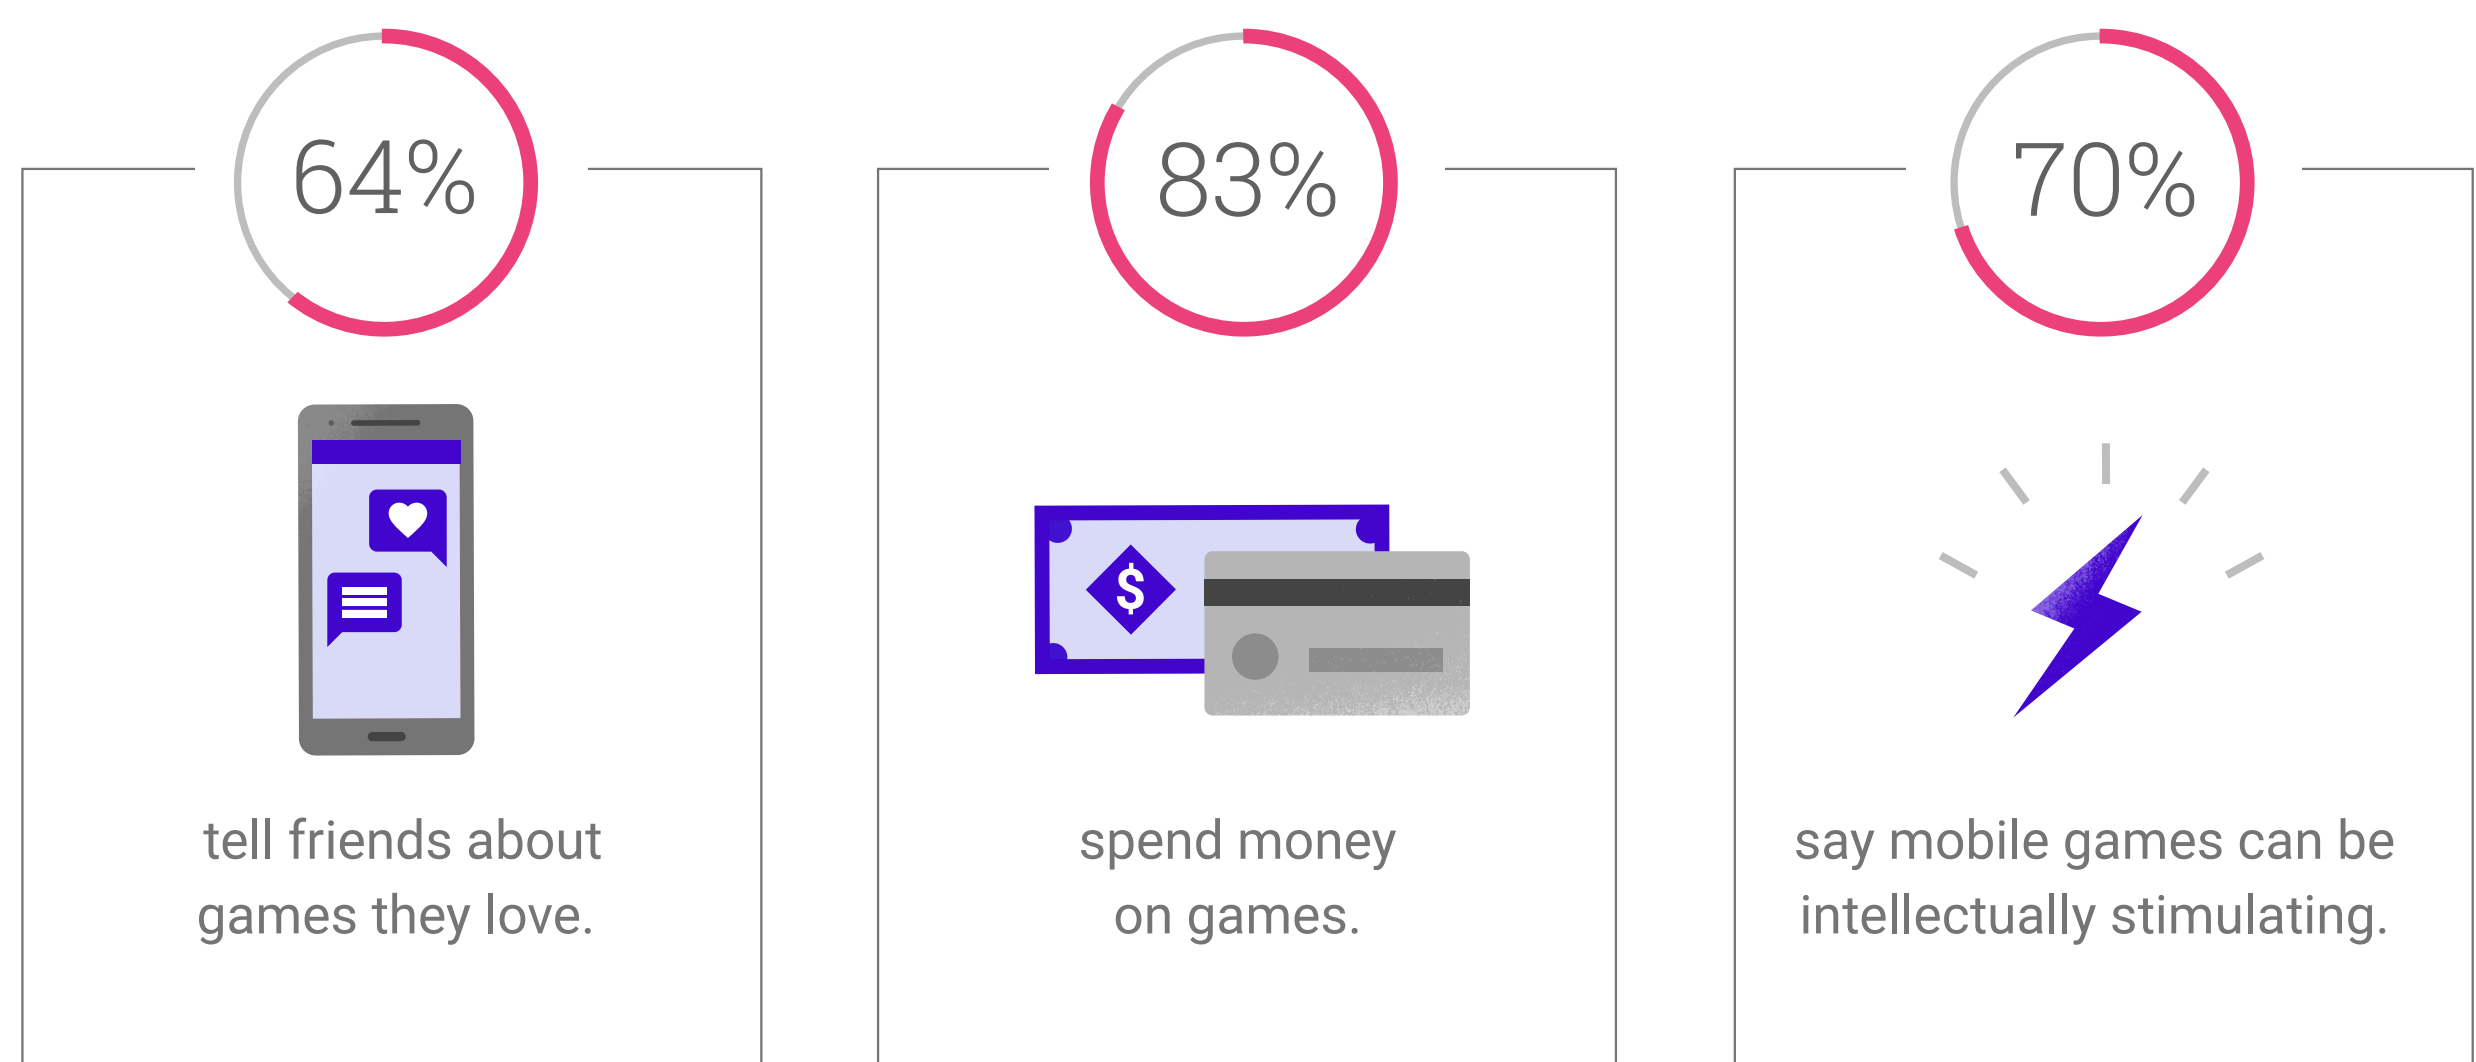 64%
tell friends about
games they love.
83%
$
spend money
on games.
70%
say mobile games can be
intellectually stimulating.